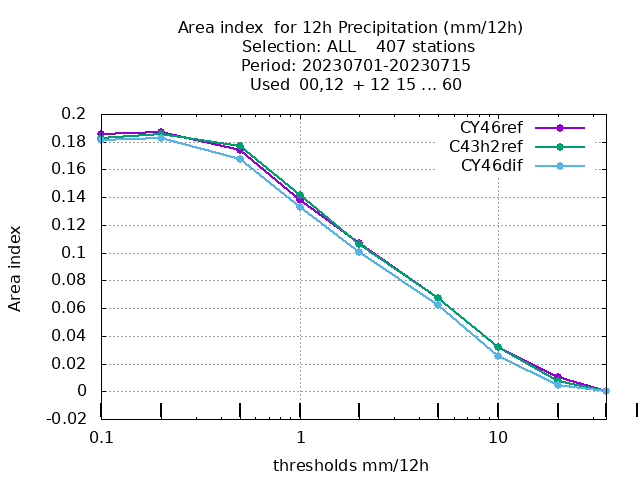 Area index  for 12h Precipitation (mm/12h)
Selection: ALL    407 stations
Period: 20230701-20230715
Used  00,12  + 12 15 ... 60
CY46ref
C43h2ref
CY46dif
0.2
0.18
0.16
0.14
0.12
0.1
0.08
0.06
0.04
0.02
0
-0.02
Area index
0.1 1 10
thresholds mm/12h